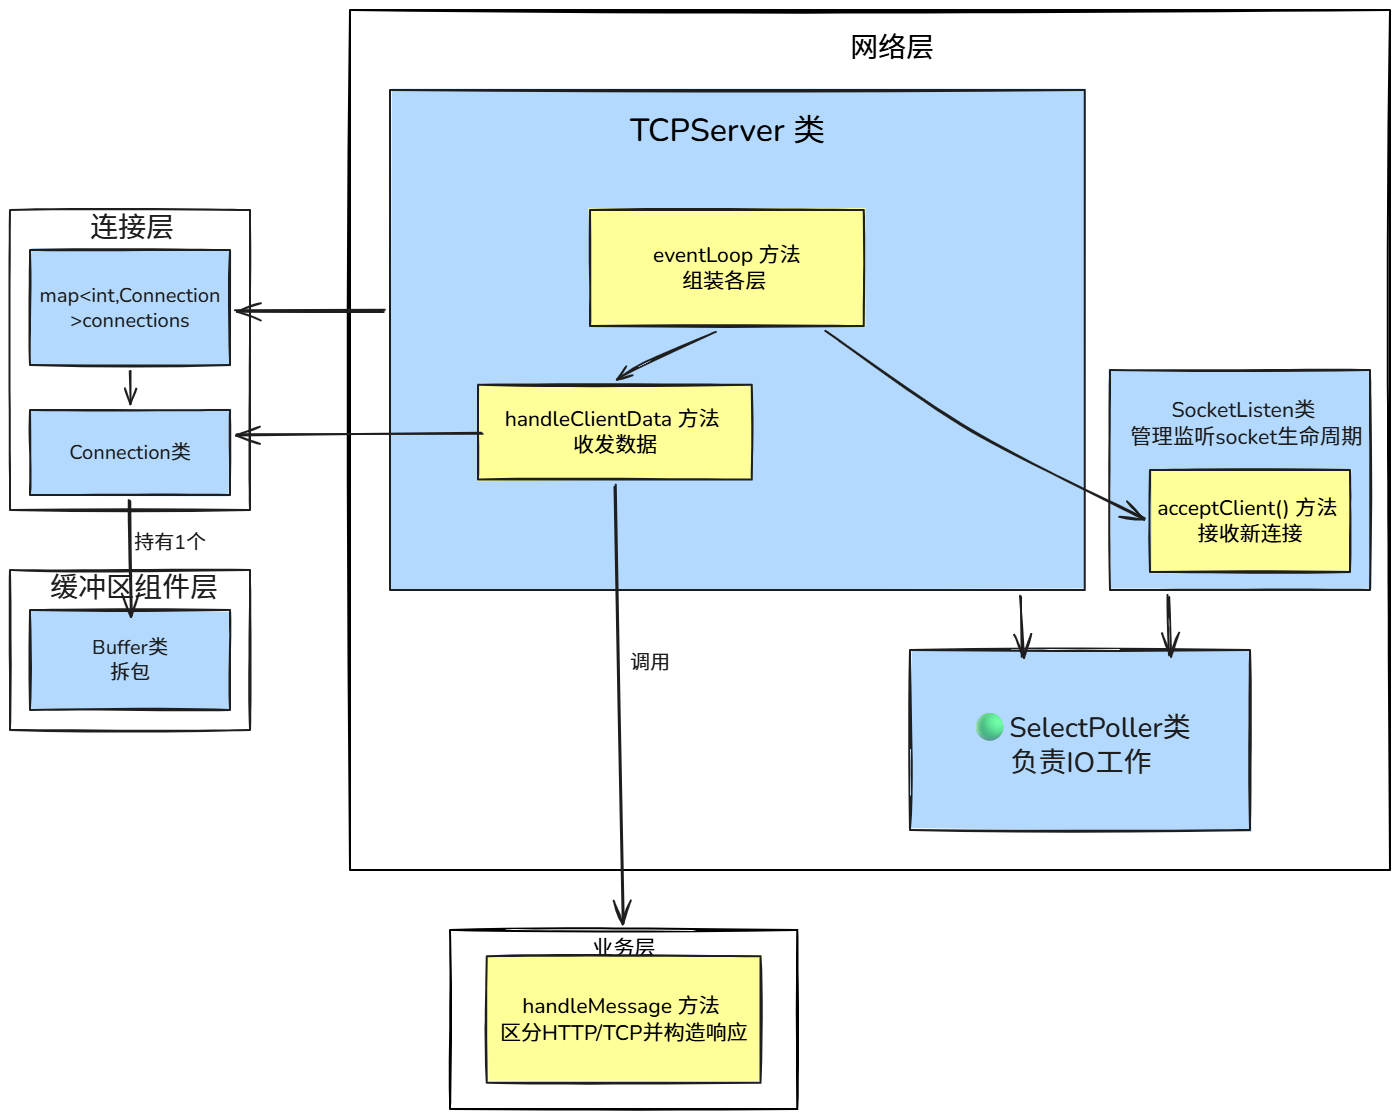 网络层
TCPServer 类
eventLoop 方法
组装各层
handleClientData 方法
收发数据
连接层
map<int,Connection
>connections
Connection类
持有1个
缓冲区组件层
Buffer类
拆包
SocketListen类
管理监听socket生命周期
acceptClient() 方法
接收新连接
SelectPoller类
负责IO工作
调用
业务层
handleMessage 方法
区分HTTP/TCP并构造响应